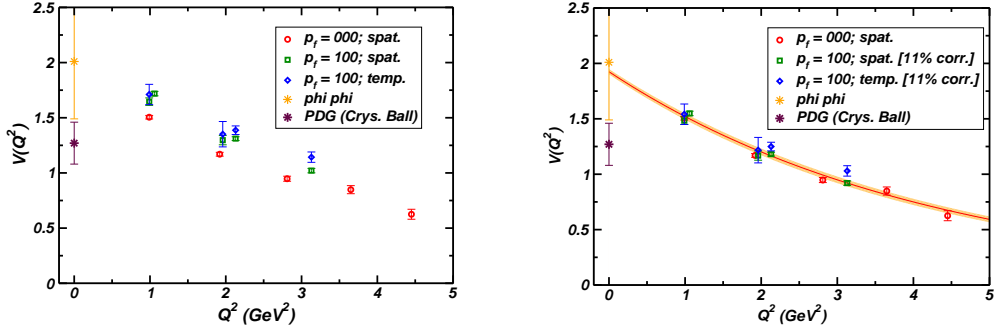 2.5
2
1.5
1
0.5
0
V(Q²)
p_f = 000; spat.
p_f = 100; spat.
p_f = 100; temp.
phi phi
PDG (Crys. Ball)
0 1 2 3 4 5
Q² (GeV²)
2.5
2
1.5
1
0.5
0
V(Q²)
p_f = 000; spat.
p_f = 100; spat. [11% corr.]
p_f = 100; temp. [11% corr.]
phi phi
PDG (Crys. Ball)
0 1 2 3 4 5
Q² (GeV²)